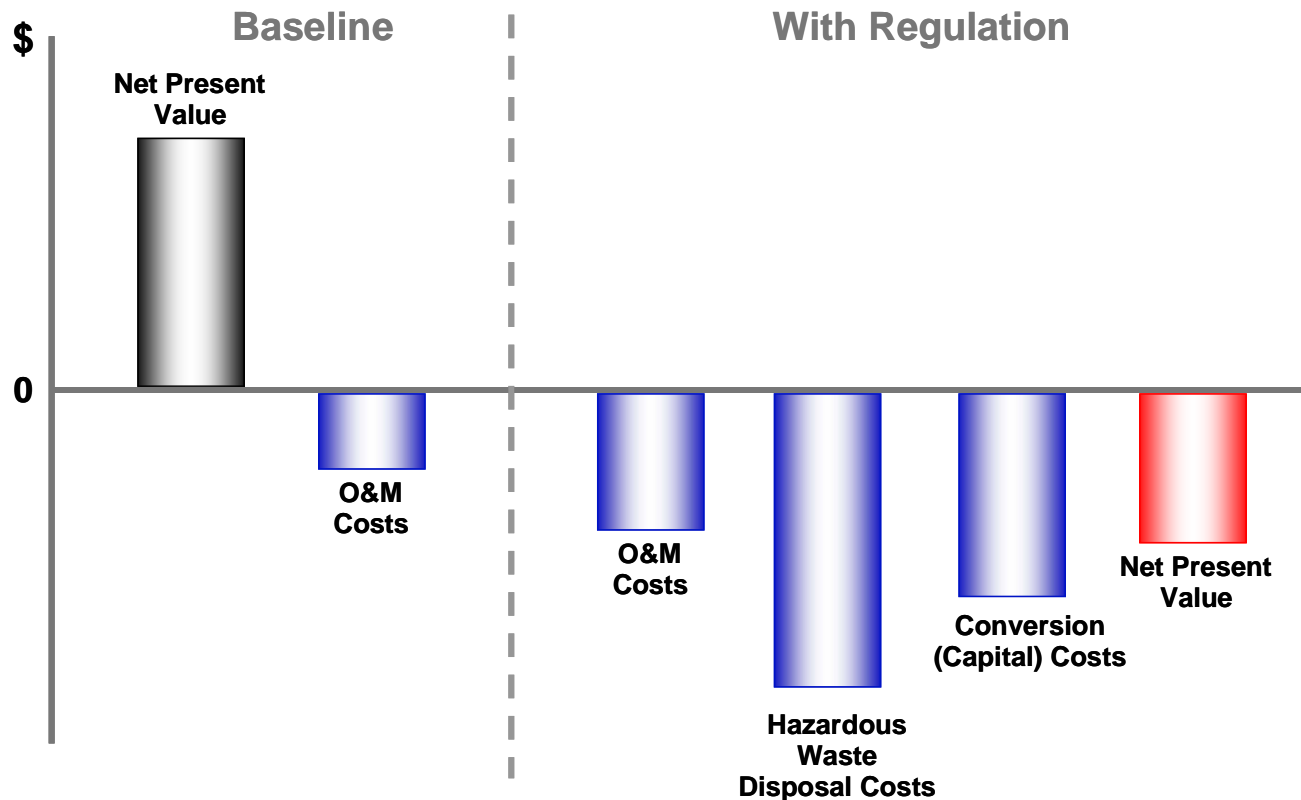 Baseline
With Regulation
$
Net Present
Value
0
O&M
Costs
O&M
Costs
Hazardous
Waste
Disposal Costs
Conversion
(Capital) Costs
Net Present
Value